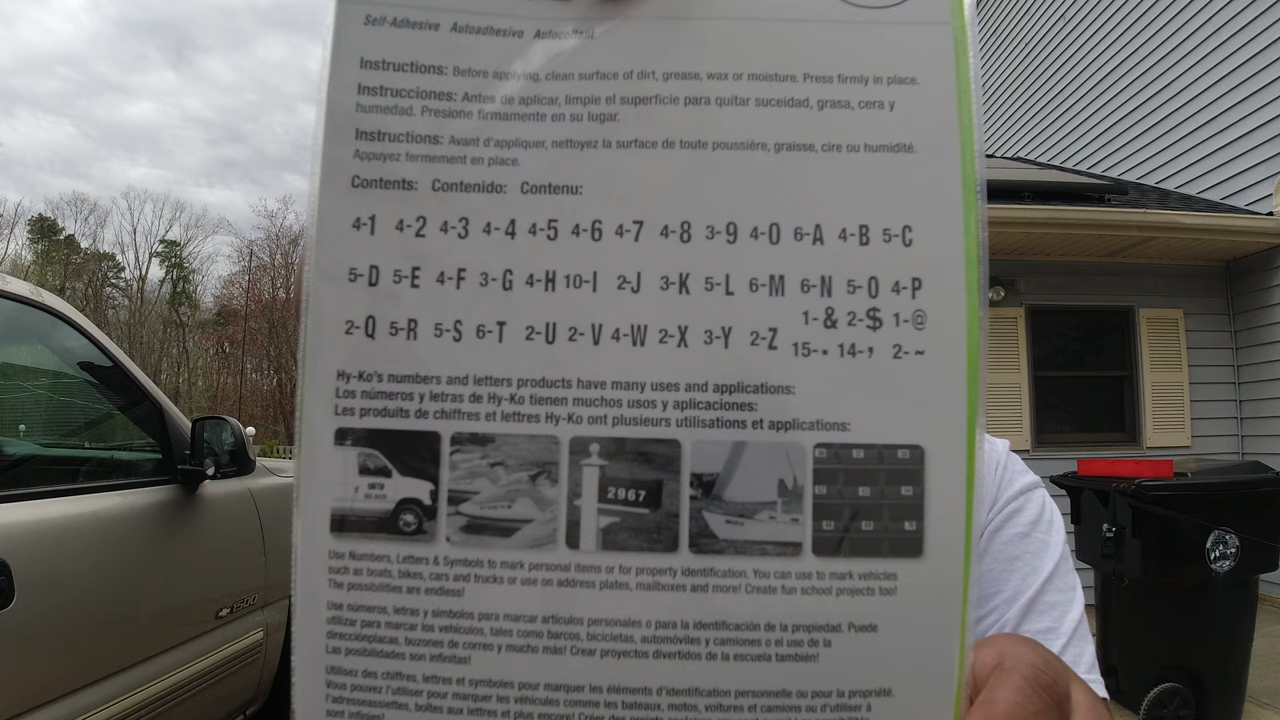 Self-Adhesive Autoadhesivo Autocollant
Instructions: Before applying, clean surface of dirt, grease, wax or moisture. Press firmly in place.
Instrucciones: Antes de aplicar, limpie el superficie para quitar suceidad, grasa, cera y
humedad. Presione firmamente en su lugar.
Instructions: Avant d'appliquer, nettoyez la surface de toute poussière, graisse, cire ou humidité.
Appuyez fermement en place.
Contents: Contenido: Contenu:
4-1 4-2 4-3 4-4 4-5 4-6 4-7 4-8 3-9 4-0 6-A 4-B 5-C
5-D 5-E 4-F 3-G 4-H 10-I 2-J 3-K 5-L 6-M 6-N 5-O 4-P
1-& 2-$ 1-@
2-Q 5-R 5-S 6-T 2-U 2-V 4-W 2-X 3-Y 2-Z
15-. 14-, 2-~
Hy-Ko's numbers and letters products have many uses and applications:
Los números y letras de Hy-Ko tienen muchos usos y aplicaciones:
Les produits de chiffres et lettres Hy-Ko ont plusieurs utilisations et applications:
2967
Use Numbers, Letters & Symbols to mark personal items or for property identification. You can use to mark vehicles
such as boats, bikes, cars and trucks or use on address plates, mailboxes and more! Create fun school projects too!
The possibilities are endless!
Use números, letras y símbolos para marcar artículos personales o para la identificación de la propiedad. Puede
utilizar para marcar los vehículos, tales como barcos, bicicletas, automóviles y camiones o el uso de la
direcciónplacas, buzones de correo y mucho más! Crear proyectos divertidos de la escuela también!
Las posibilidades son infinitas!
Utilisez des chiffres, lettres et symboles pour marquer les éléments d'identification personnelle ou pour la propriété.
Vous pouvez l'utiliser pour marquer les véhicules comme les bateaux, motos, voitures et camions ou d'utiliser à
l'adresseassiettes, boîtes aux lettres et plus encore! Créer des projets
sont infinies!
1500